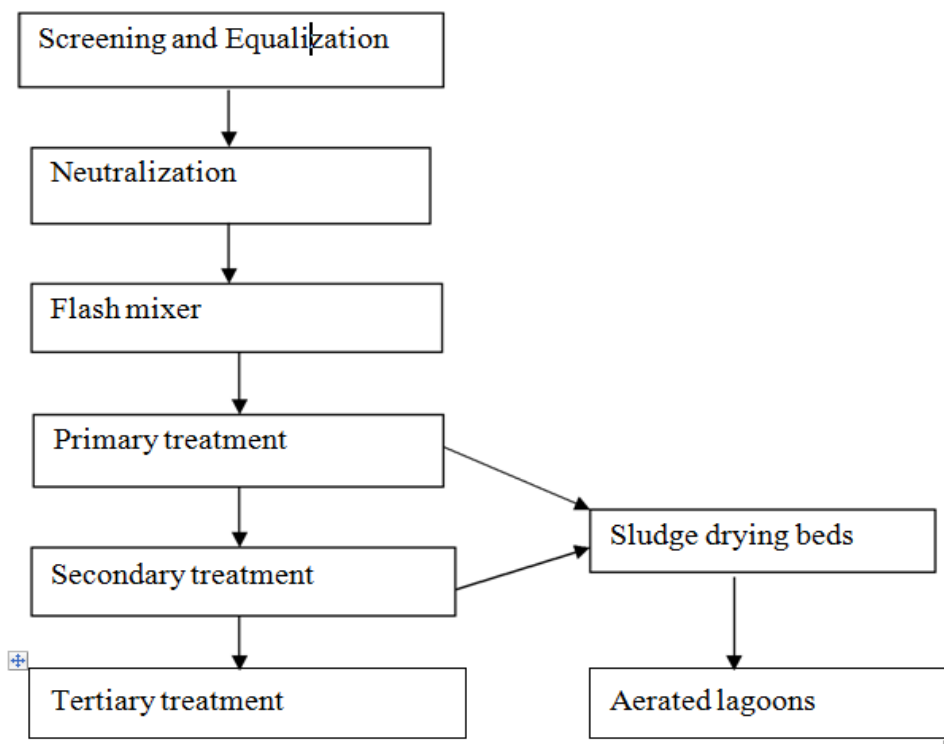 Screening and Equalization
Neutralization
Flash mixer
Primary treatment
Secondary treatment
Sludge drying beds
Tertiary treatment
Aerated lagoons